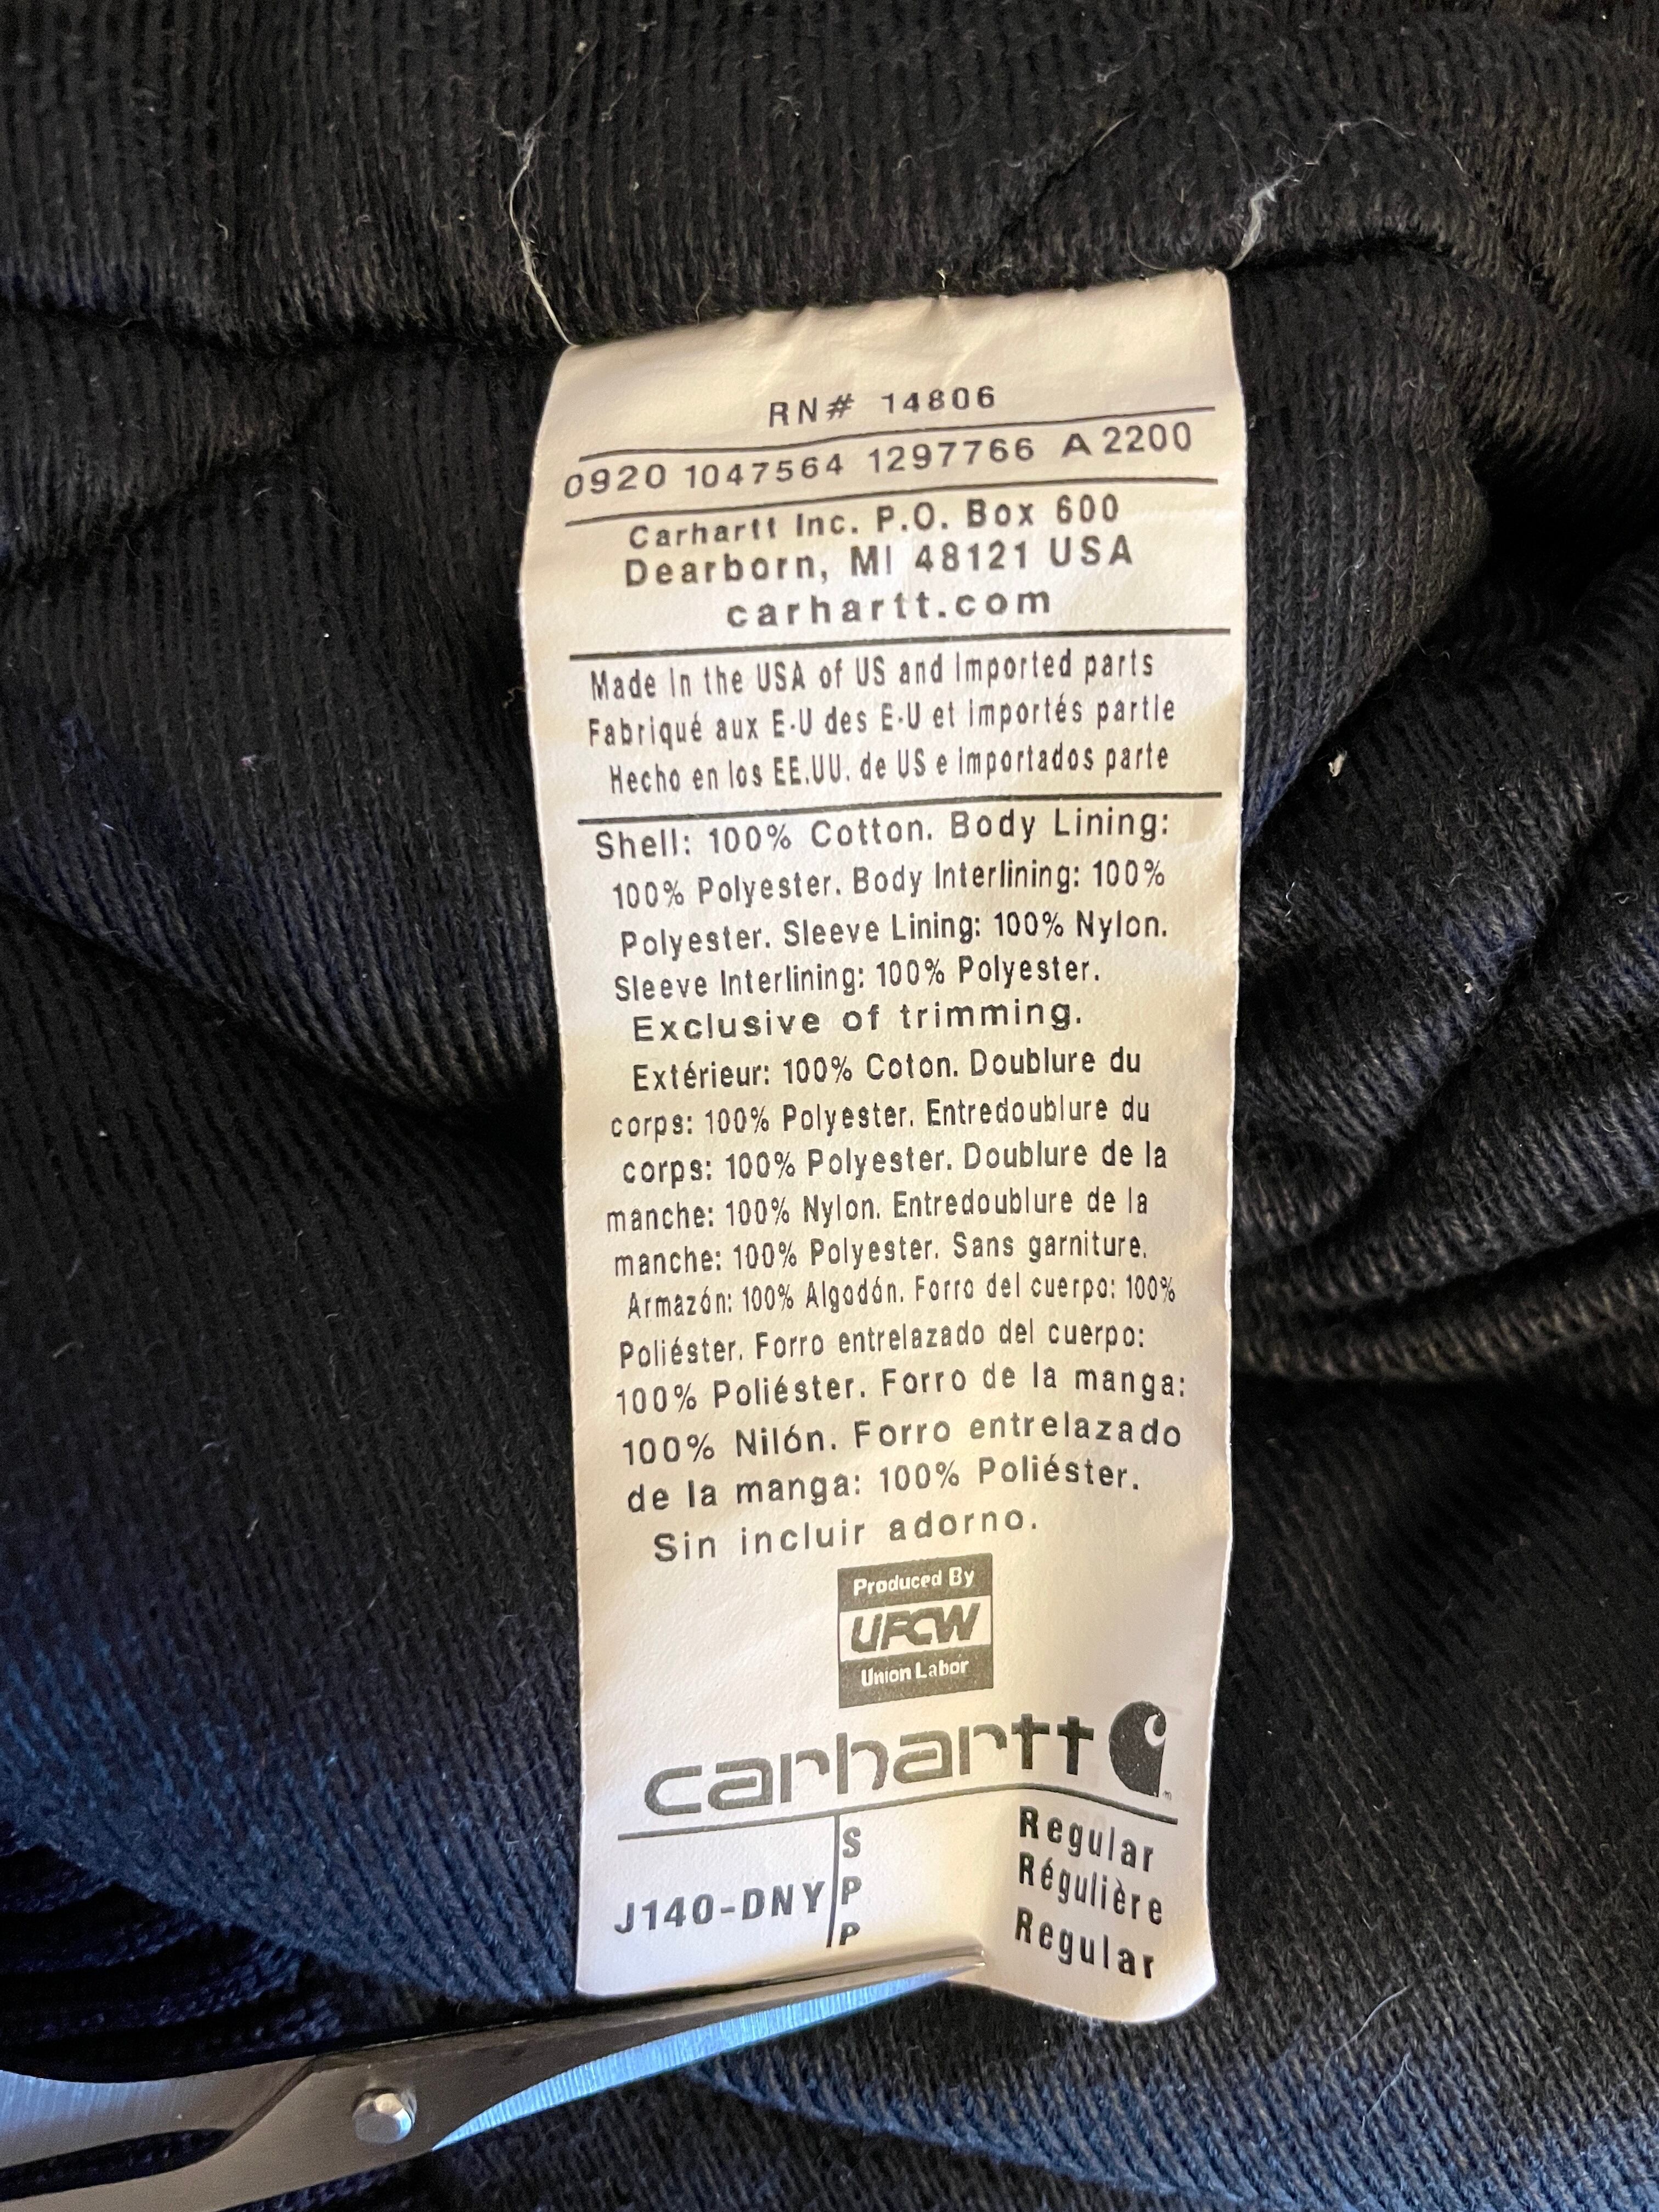 RN# 14806
0920 1047564 1297766 A 2200
Carhartt Inc. P.O. Box 600
Dearborn, MI 48121 USA
carhartt.com
Made in the USA of US and Imported parts
Fabriqué aux E-U des E-U et importés partie
Hecho en los EE.UU. de US e importados parte
Shell: 100% Cotton. Body Lining:
100% Polyester. Body Interlining: 100%
Polyester. Sleeve Lining: 100% Nylon.
Sleeve Interlining: 100% Polyester.
Exclusive of trimming.
Extérieur: 100% Coton. Doublure du
corps: 100% Polyester. Entredoublure du
corps: 100% Polyester. Doublure de la
manche: 100% Nylon. Entredoublure de la
manche: 100% Polyester. Sans garniture.
Armazón: 100% Algodón. Forro del cuerpo: 100%
Poliéster. Forro entrelazado del cuerpo:
100% Poliéster. Forro de la manga:
100% Nilón. Forro entrelazado
de la manga: 100% Poliéster.
Sin incluir adorno.
Produced By
UFCW
Union Labor
carhartt
J140-DNY
S Regular
P Régulière
P Regular